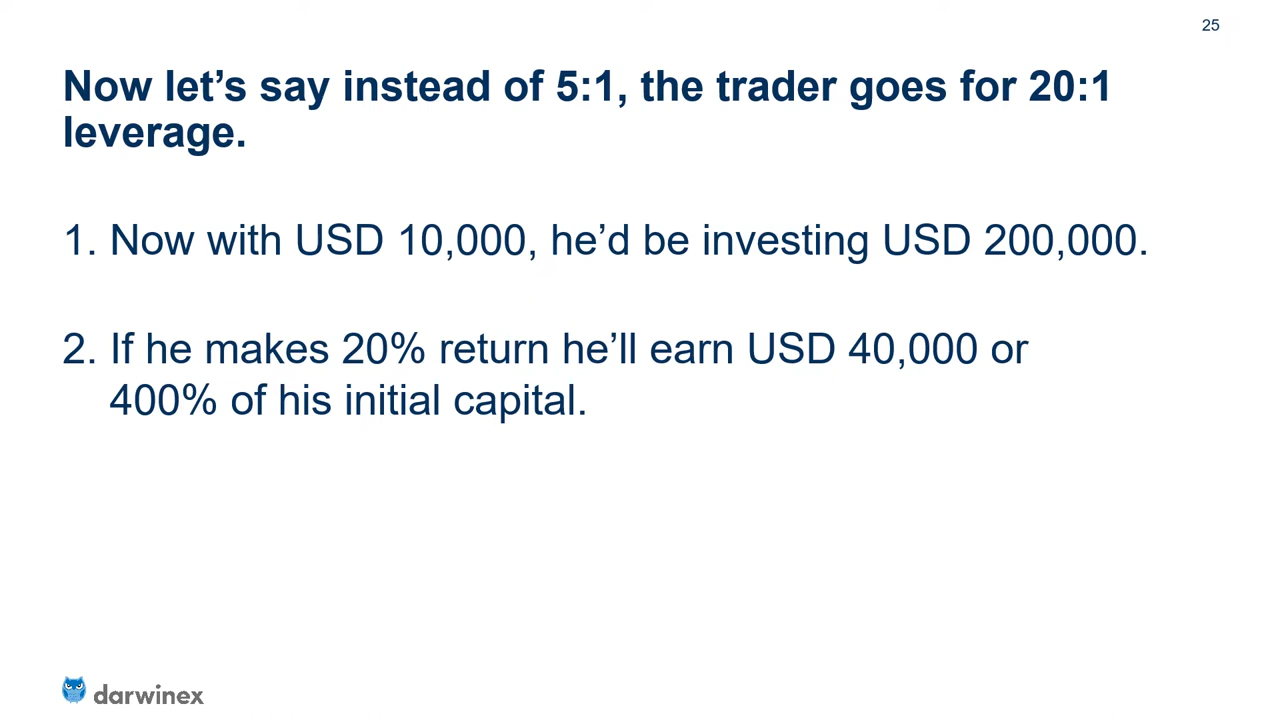 25
Now let’s say instead of 5:1, the trader goes for 20:1
leverage.
1. Now with USD 10,000, he’d be investing USD 200,000.
2. If he makes 20% return he’ll earn USD 40,000 or
400% of his initial capital.
darwinex